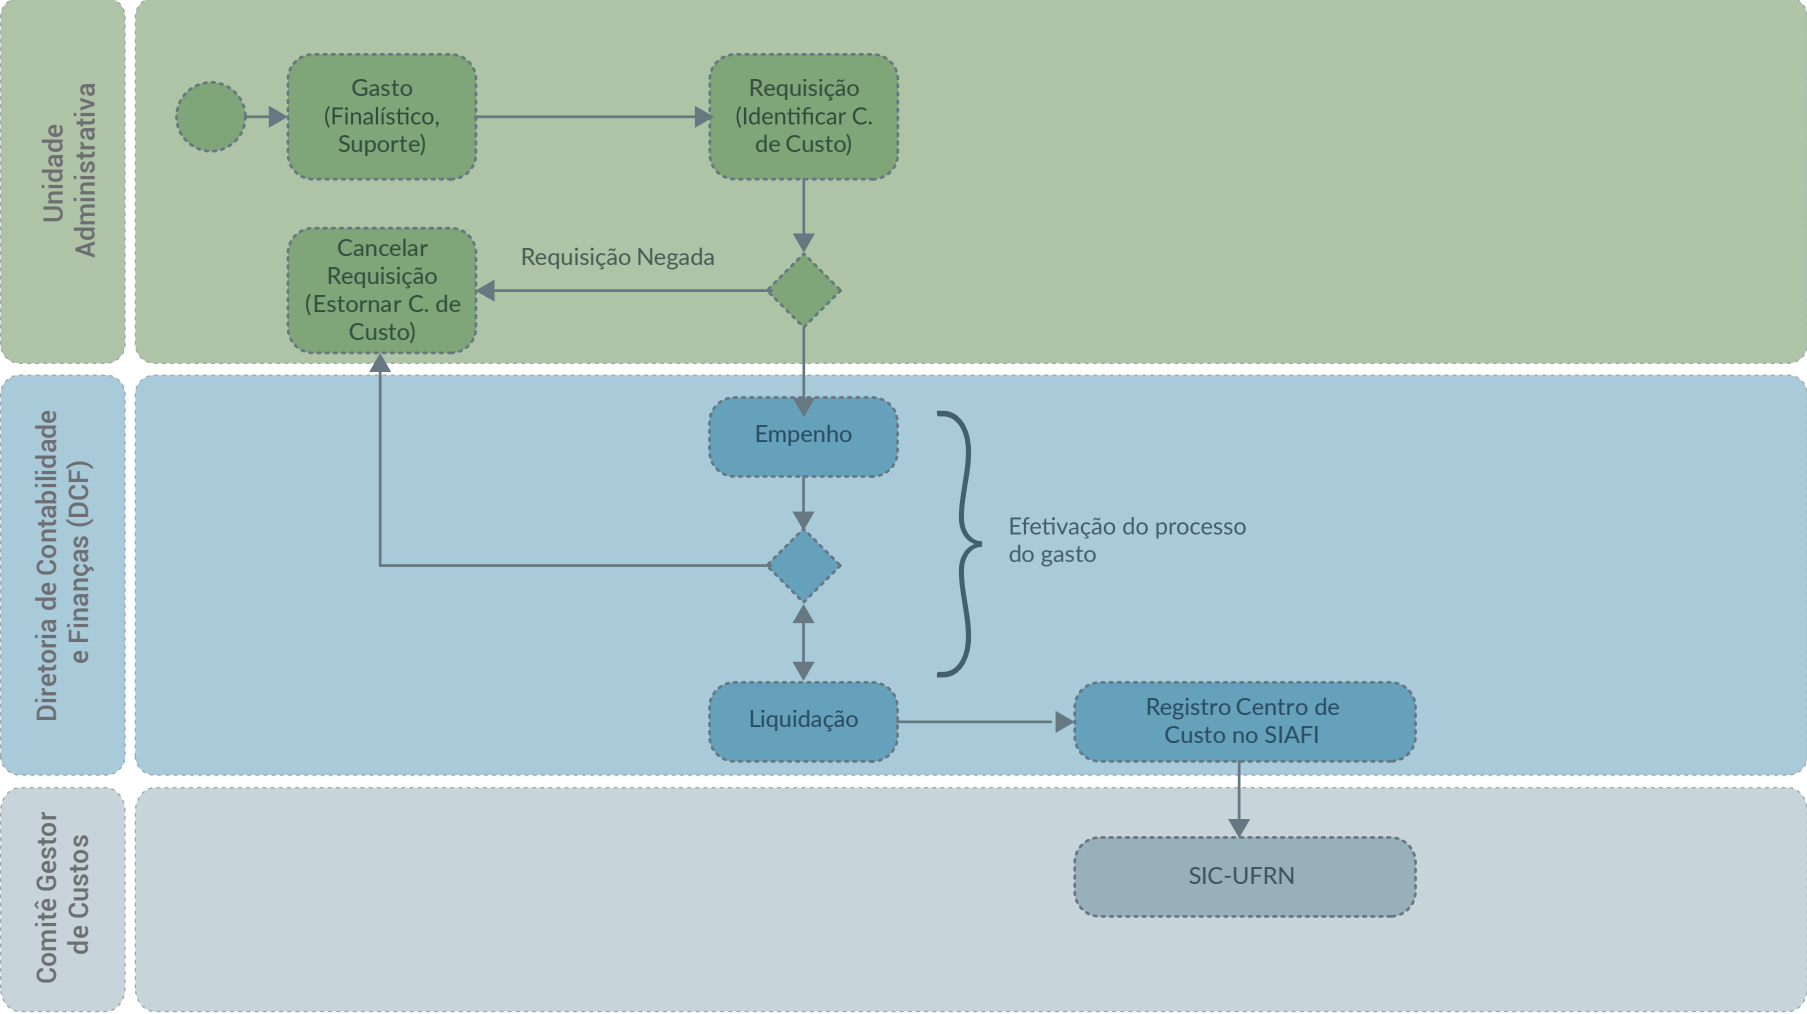 Unidade
Administrativa
Gasto
(Finalístico,
Suporte)
Requisição
(Identificar C.
de Custo)
Cancelar
Requisição
(Estornar C. de
Custo)
Requisição Negada
Diretoria de Contabilidade
e Finanças (DCF)
Empenho
Efetivação do processo
do gasto
Liquidação
Registro Centro de
Custo no SIAFI
Comitê Gestor
de Custos
SIC-UFRN